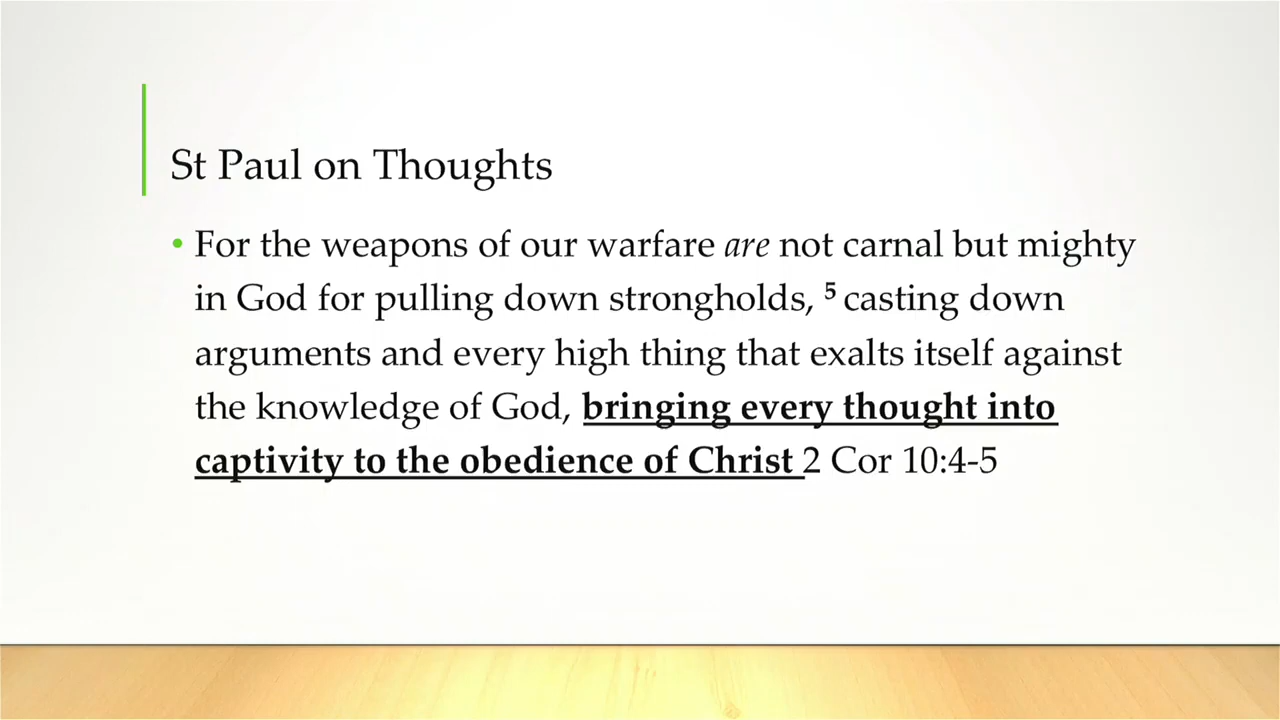 St Paul on Thoughts
• For the weapons of our warfare are not carnal but mighty
in God for pulling down strongholds, ⁵ casting down
arguments and every high thing that exalts itself against
the knowledge of God, bringing every thought into
captivity to the obedience of Christ 2 Cor 10:4-5